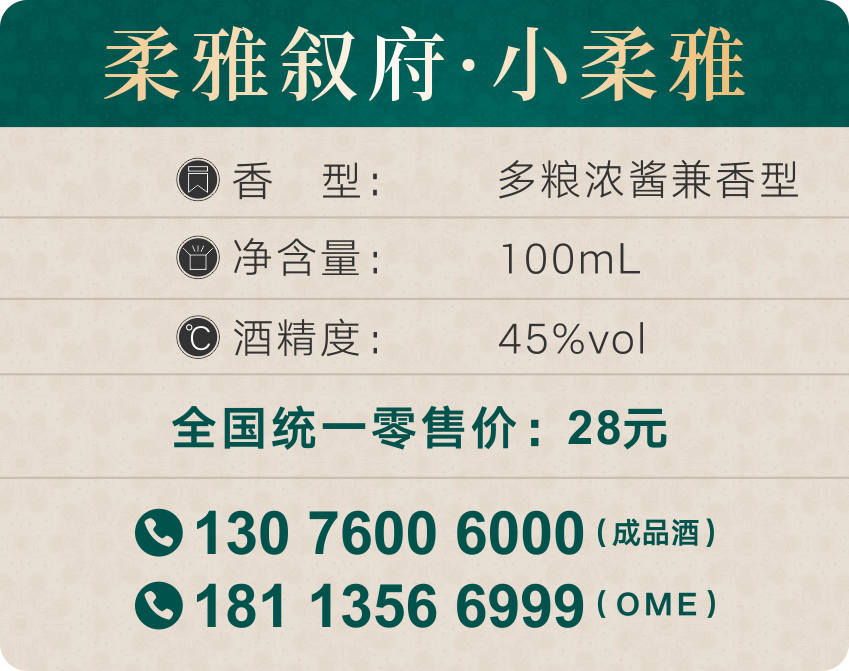 柔雅叙府·小柔雅
香　型：　多粮浓酱兼香型
净含量：　100mL
℃ 酒精度：　45%vol
全国统一零售价：28元
130 7600 6000（成品酒）
181 1356 6999（OME）